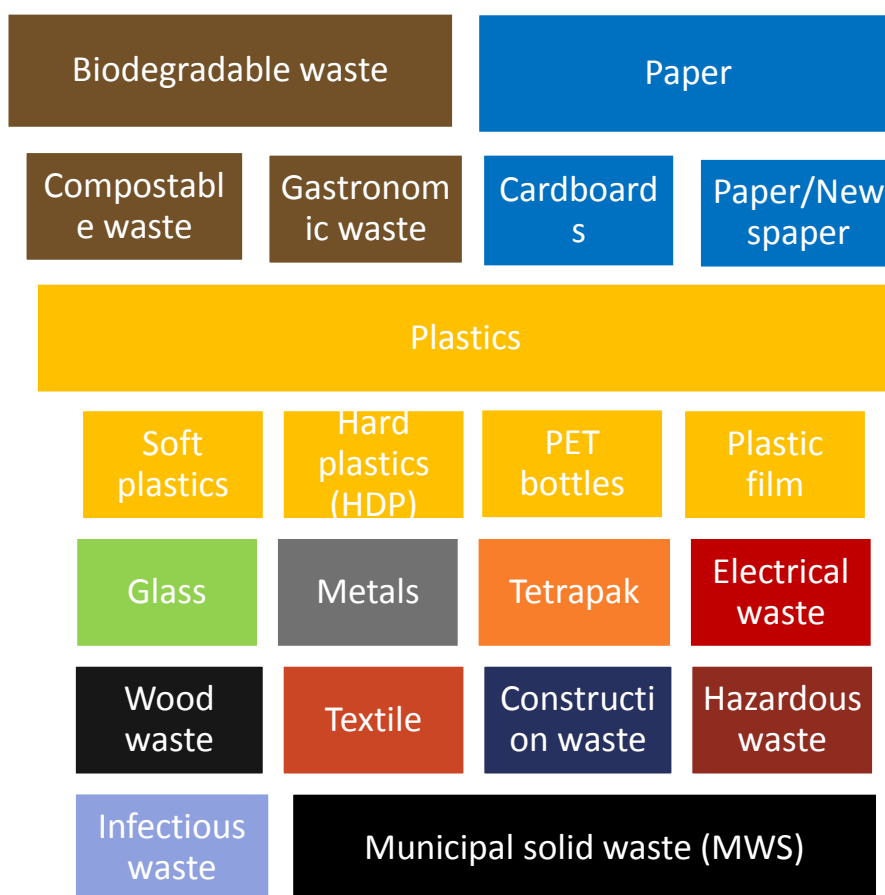 Biodegradable waste
Paper
Compostabl
e waste
Gastronom
ic waste
Cardboard
s
Paper/New
spaper
Plastics
Soft
plastics
Hard
plastics
(HDP)
PET
bottles
Plastic
film
Glass
Metals
Tetrapak
Electrical
waste
Wood
waste
Textile
Constructi
on waste
Hazardous
waste
Infectious
waste
Municipal solid waste (MWS)